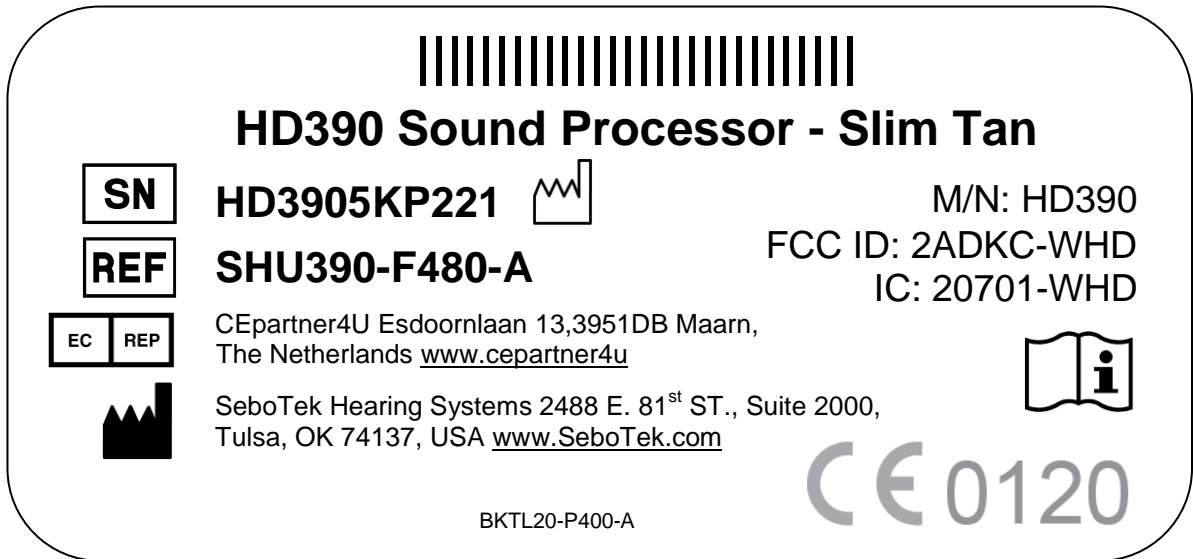 HD390 Sound Processor - Slim Tan
SN HD3905KP221
M/N: HD390
REF SHU390-F480-A
FCC ID: 2ADKC-WHD
IC: 20701-WHD
EC REP
CEpartner4U Esdoornlaan 13,3951DB Maarn,
The Netherlands www.cepartner4u
SeboTek Hearing Systems 2488 E. 81st ST., Suite 2000,
Tulsa, OK 74137, USA www.SeboTek.com
i
CE 0120
BKTL20-P400-A